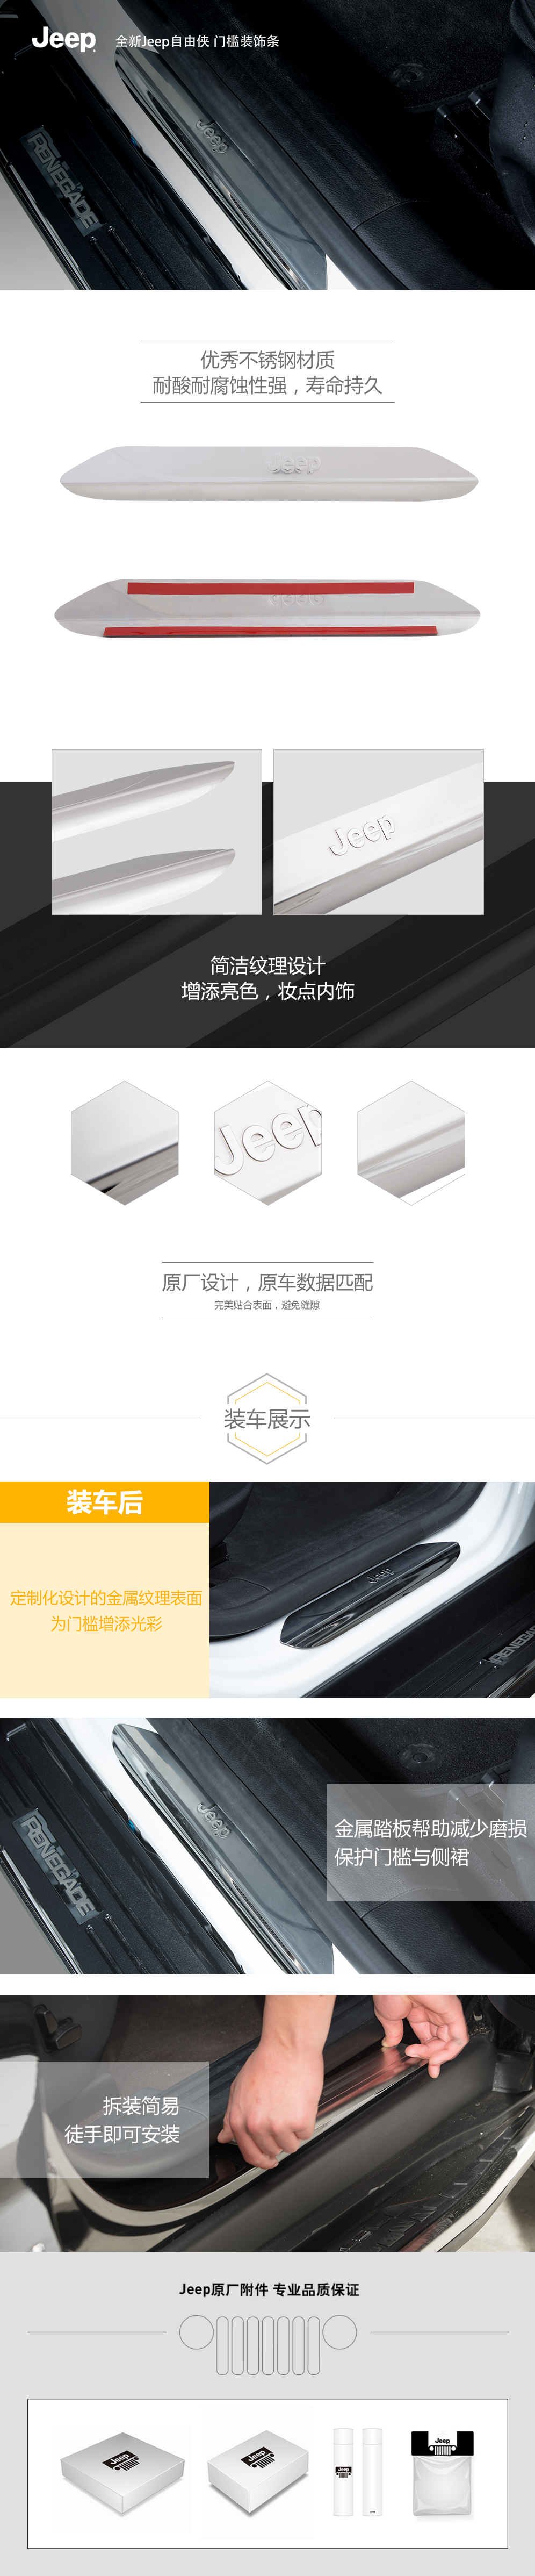 Jeep 全新Jeep自由侠 门槛装饰条
Jeep
RENEGADE
优秀不锈钢材质
耐酸耐腐蚀性强，寿命持久
Jeep
Jeep
简洁纹理设计
增添亮色，妆点内饰
Jeep
原厂设计，原车数据匹配
完美贴合表面，避免缝隙
装车展示
装车后
定制化设计的金属纹理表面
为门槛增添光彩
Jeep
RENEGADE
Jeep
RENEGADE
金属踏板帮助减少磨损
保护门槛与侧裙
拆装简易
徒手即可安装
Jeep原厂附件 专业品质保证
Jeep
Jeep
Jeep
Jeep